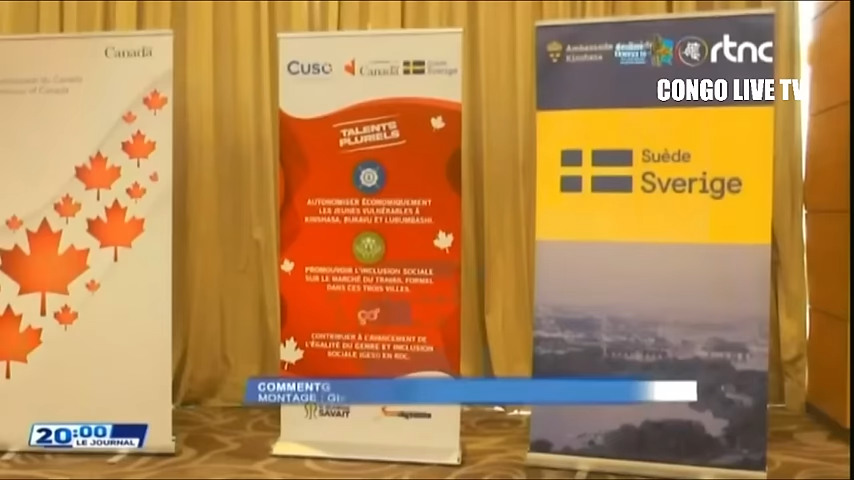 Canada
Cuso
Canada
Sverige
TALENTS
PLURIELS
AUTONOMISER ÉCONOMIQUEMENT
LES JEUNES VULNÉRABLES À
KINSHASA, BUKAVU ET LUBUMBASHI.
PROMOUVOIR L'INCLUSION SOCIALE
SUR LE MARCHÉ DU TRAVAIL FORMEL
DANS CES TROIS VILLES.
CONTRIBUER À L'AVANCEMENT DE
L'ÉGALITÉ DU GENRE ET INCLUSION
SOCIALE (GESI) EN RDC.
SAVAIT
Ambassade
Kinshasa
rtnc
CONGO LIVE TV
Suède
Sverige
COMMENT
MONTAGE
20:00
LE JOURNAL